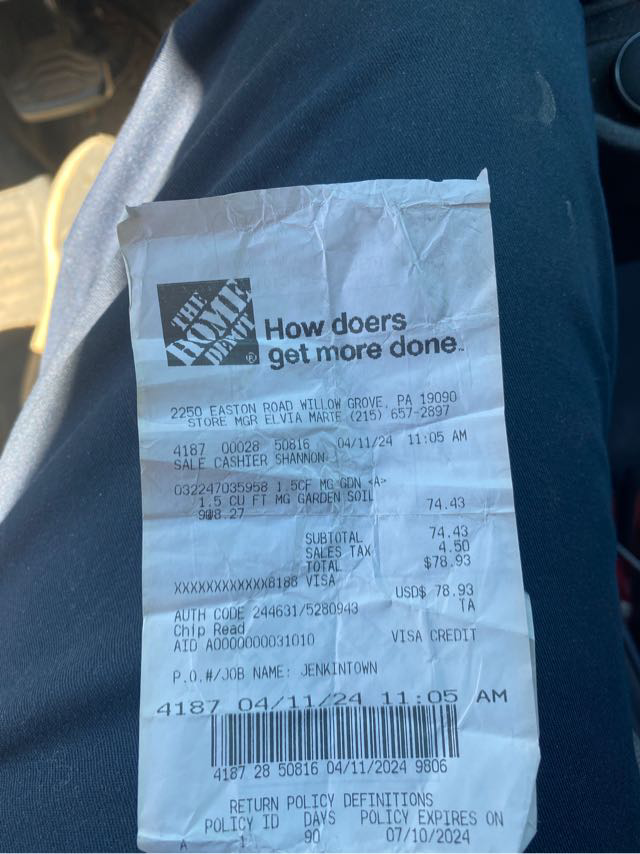 THE
HOME
DEPOT
®
How doers
get more done™
2250 EASTON ROAD WILLOW GROVE, PA 19090
STORE MGR ELVIA MARTE (215) 657-2897
4187 00028 50816 04/11/24 11:05 AM
SALE CASHIER SHANNON
032247035958 1.5CF MG GDN <A>
1.5 CU FT MG GARDEN SOIL
9@8.27 74.43
SUBTOTAL 74.43
SALES TAX 4.50
TOTAL $78.93
XXXXXXXXXXXX8188 VISA
USD$ 78.93
AUTH CODE 244631/5280943 TA
Chip Read
AID A0000000031010 VISA CREDIT
P.O.#/JOB NAME: JENKINTOWN
4187 04/11/24 11:05 AM
4187 28 50816 04/11/2024 9806
RETURN POLICY DEFINITIONS
POLICY ID DAYS POLICY EXPIRES ON
A 1 90 07/10/2024